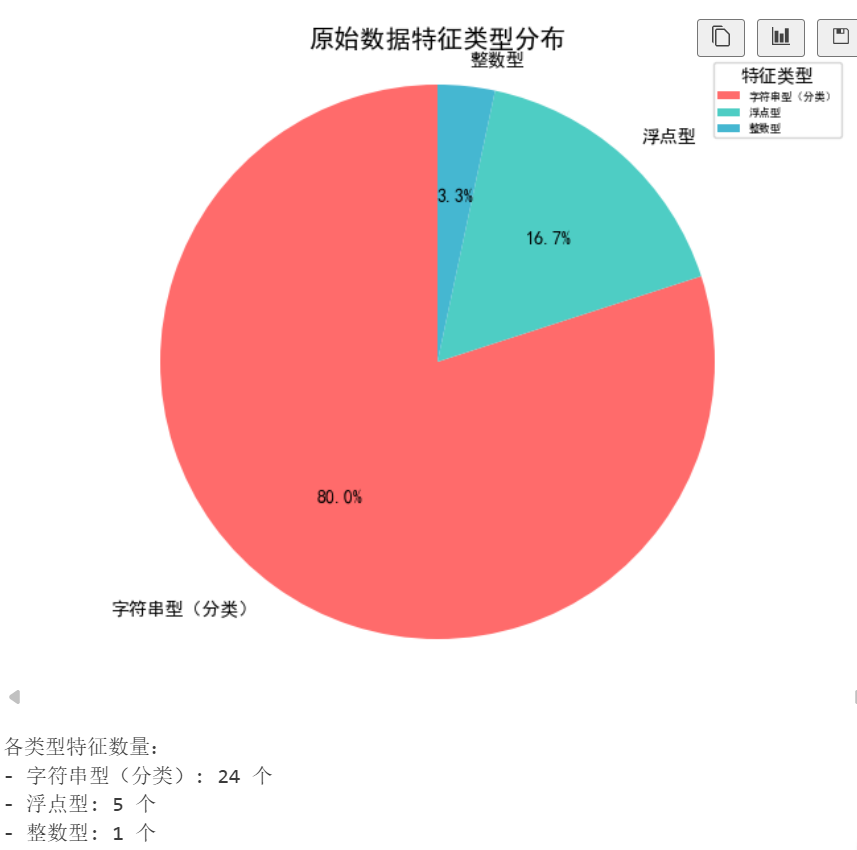 原始数据特征类型分布
整数型
特征类型
字符串型（分类）
浮点型
整数型
浮点型
3.3%
16.7%
80.0%
字符串型（分类）
各类型特征数量:
- 字符串型（分类）: 24 个
- 浮点型: 5 个
- 整数型: 1 个